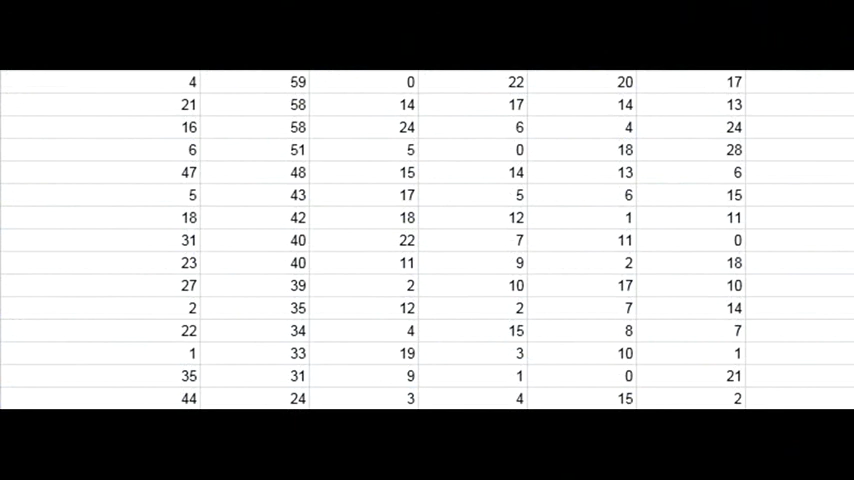 4 59 0 22 20 17
21 58 14 17 14 13
16 58 24 6 4 24
6 51 5 0 18 28
47 48 15 14 13 6
5 43 17 5 6 15
18 42 18 12 1 11
31 40 22 7 11 0
23 40 11 9 2 18
27 39 2 10 17 10
2 35 12 2 7 14
22 34 4 15 8 7
1 33 19 3 10 1
35 31 9 1 0 21
44 24 3 4 15 2